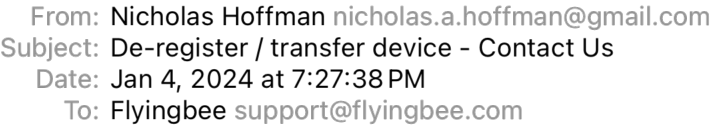 From: Nicholas Hoffman nicholas.a.hoffman@gmail.com
Subject: De-register / transfer device - Contact Us
Date: Jan 4, 2024 at 7:27:38 PM
To: Flyingbee support@flyingbee.com